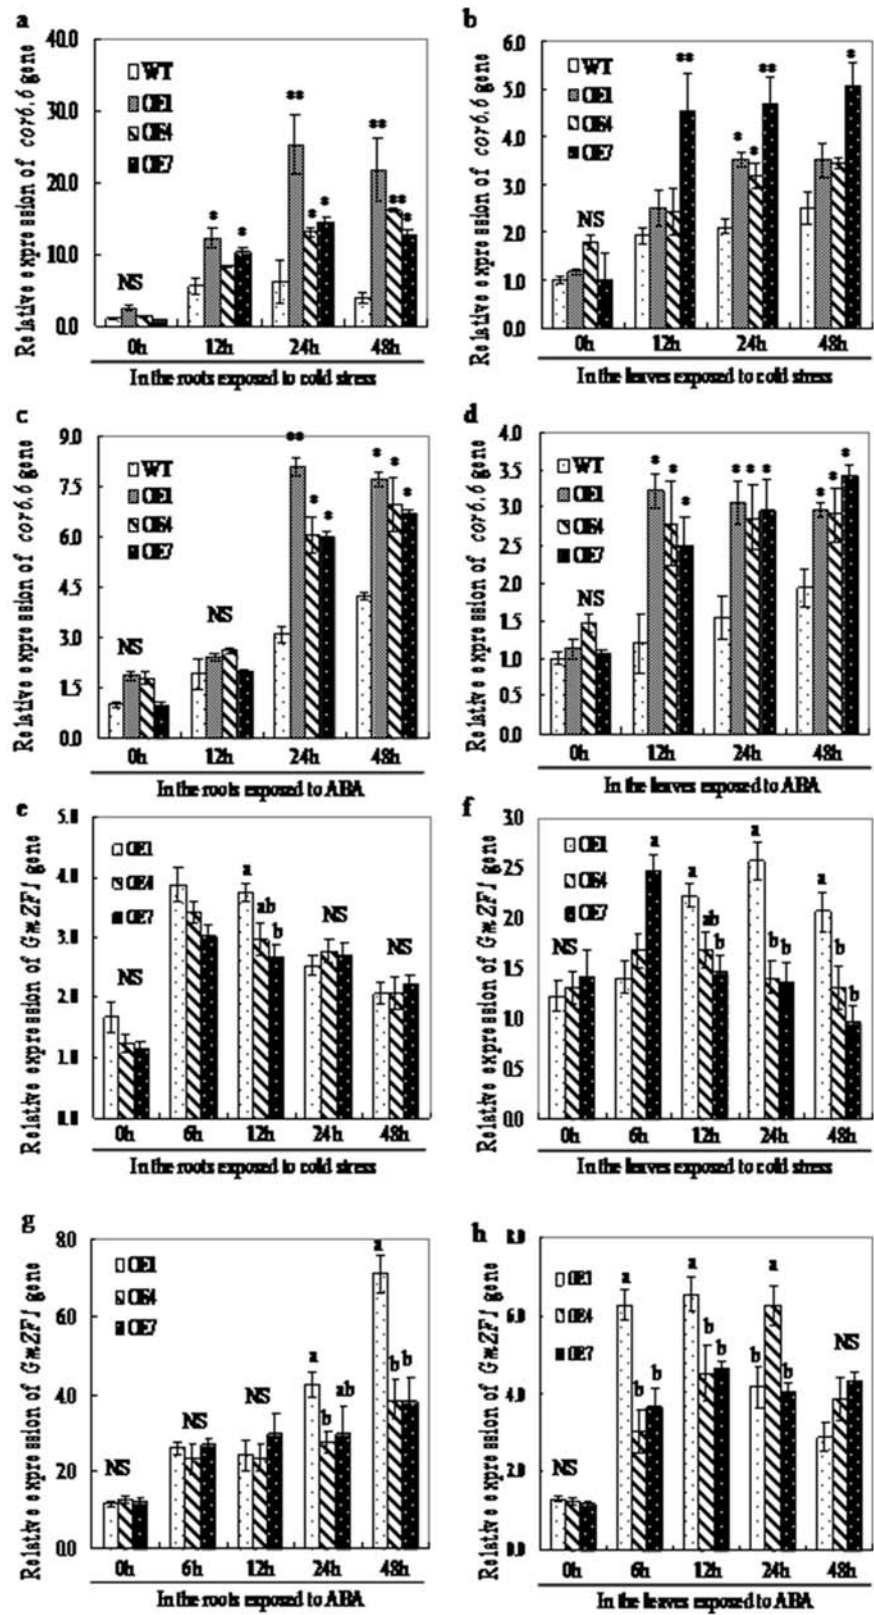 a
Relative expression of cor6.6 gene
40.0
30.0
20.0
10.0
0.0
WT
OE1
OE4
OE7
NS
*
*
**
*
*
**
**
*
0h 12h 24h 48h
In the roots exposed to cold stress
b
Relative expression of cor6.6 gene
6.0
5.0
4.0
3.0
2.0
1.0
0.0
WT
OE1
OE4
OE7
NS
**
*
*
**
*
0h 12h 24h 48h
In the leaves exposed to cold stress
c
Relative expression of cor6.6 gene
9.0
7.5
6.0
4.5
3.0
1.5
0.0
WT
OE1
OE4
OE7
NS
NS
**
*
*
*
*
*
0h 12h 24h 48h
In the roots exposed to ABA
d
Relative expression of cor6.6 gene
4.0
3.5
3.0
2.5
2.0
1.5
1.0
0.5
0.0
WT
OE1
OE4
OE7
NS
*
*
*
* * *
*
*
*
0h 12h 24h 48h
In the leaves exposed to ABA
e
Relative expression of GmZF1 gene
OE1
OE4
OE7
NS
a
ab
b
NS
NS
0h 6h 12h 24h 48h
In the roots exposed to cold stress
f
Relative expression of GmZF1 gene
3.0
2.5
2.0
1.5
1.0
0.5
0.0
OE1
OE4
OE7
NS
a
a
ab
b
a
b b
a
b
b
0h 6h 12h 24h 48h
In the leaves exposed to cold stress
g
Relative expression of GmZF1 gene
8.0
6.0
4.0
2.0
0.0
OE1
OE4
OE7
NS
NS
NS
a
b
ab
a
b b
0h 6h 12h 24h 48h
In the roots exposed to ABA
h
Relative expression of GmZF1 gene
OE1
OE4
OE7
NS
a
b
b
a
b
b
b
a
b
NS
0h 6h 12h 24h 48h
In the leaves exposed to ABA